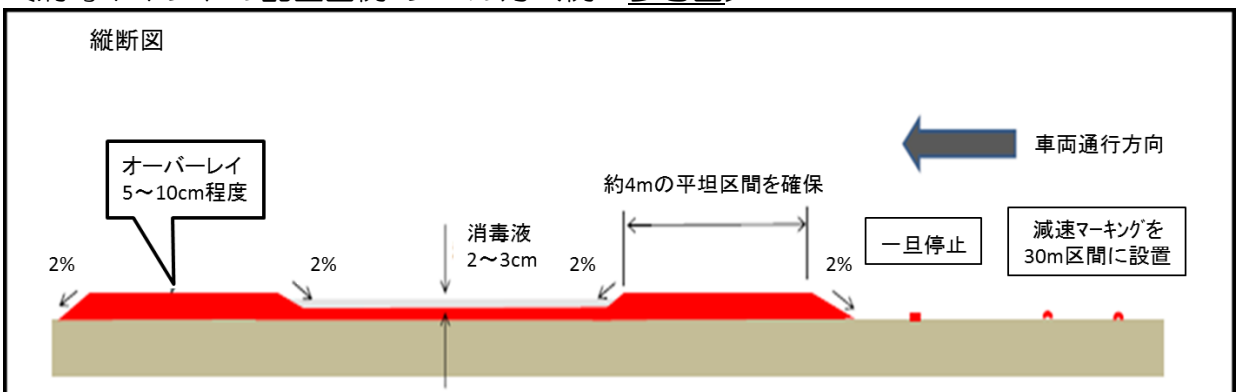 縦断図
車両通行方向
オーバーレイ
5～10cm程度
約4mの平坦区間を確保
消毒液
2～3cm
一旦停止
減速マーキングを
30m区間に設置
2%
2%
2%
2%